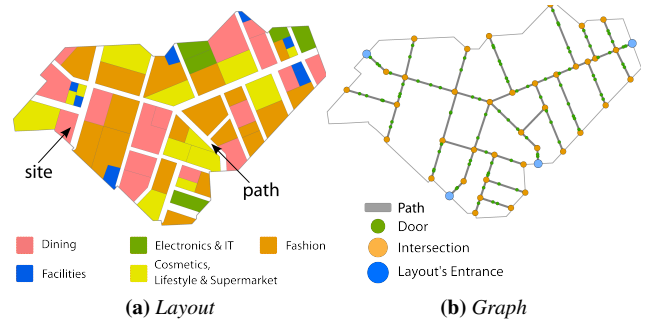 site
path
Dining
Electronics & IT
Fashion
Facilities
Cosmetics,
Lifestyle & Supermarket
(a) Layout
Path
Door
Intersection
Layout's Entrance
(b) Graph